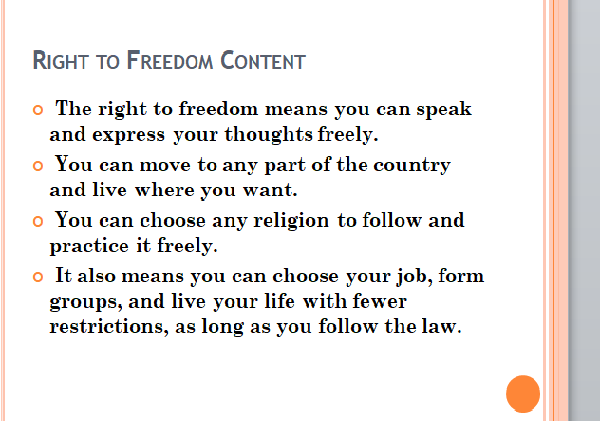 RIGHT TO FREEDOM CONTENT
The right to freedom means you can speak
and express your thoughts freely.
You can move to any part of the country
and live where you want.
You can choose any religion to follow and
practice it freely.
It also means you can choose your job, form
groups, and live your life with fewer
restrictions, as long as you follow the law.